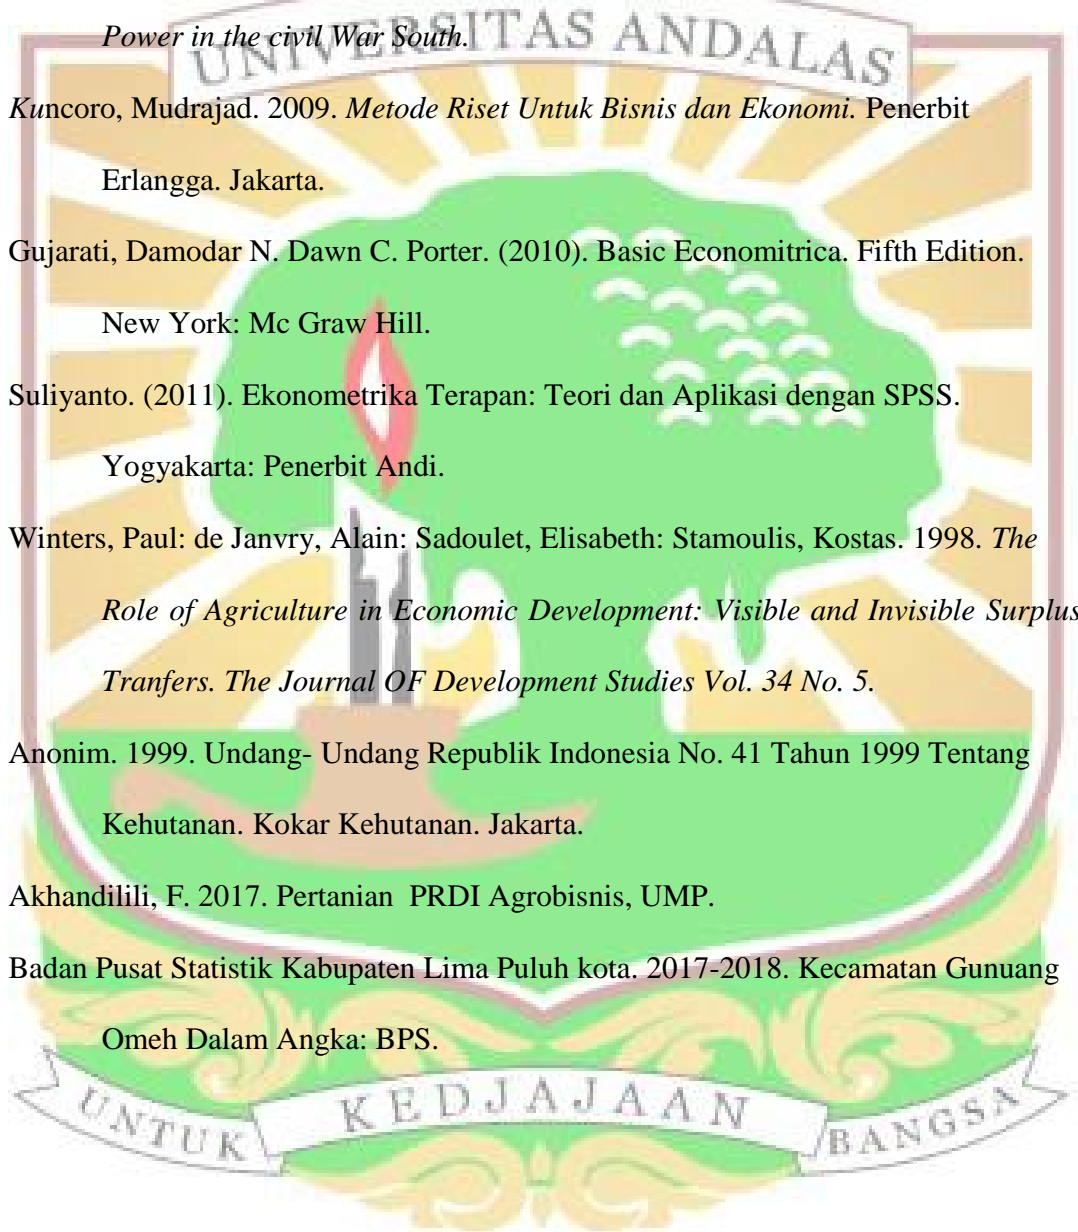 Power in the civil War South.
UNIVERSITAS ANDALAS
Kuncoro, Mudrajad. 2009. Metode Riset Untuk Bisnis dan Ekonomi. Penerbit
Erlangga. Jakarta.
Gujarati, Damodar N. Dawn C. Porter. (2010). Basic Economitrica. Fifth Edition.
New York: Mc Graw Hill.
Suliyanto. (2011). Ekonometrika Terapan: Teori dan Aplikasi dengan SPSS.
Yogyakarta: Penerbit Andi.
Winters, Paul: de Janvry, Alain: Sadoulet, Elisabeth: Stamoulis, Kostas. 1998. The
Role of Agriculture in Economic Development: Visible and Invisible Surplus
Tranfers. The Journal OF Development Studies Vol. 34 No. 5.
Anonim. 1999. Undang- Undang Republik Indonesia No. 41 Tahun 1999 Tentang
Kehutanan. Kokar Kehutanan. Jakarta.
Akhandilili, F. 2017. Pertanian PRDI Agrobisnis, UMP.
Badan Pusat Statistik Kabupaten Lima Puluh kota. 2017-2018. Kecamatan Gunuang
Omeh Dalam Angka: BPS.
UNTUK KEDJAJAAN BANGSA